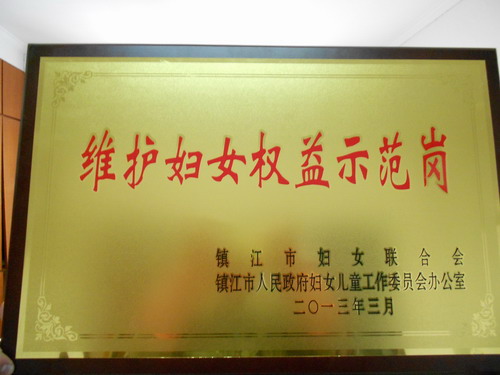 维护妇女权益示范岗
镇江市妇女联合会
镇江市人民政府妇女儿童工作委员会办公室
二〇一三年三月